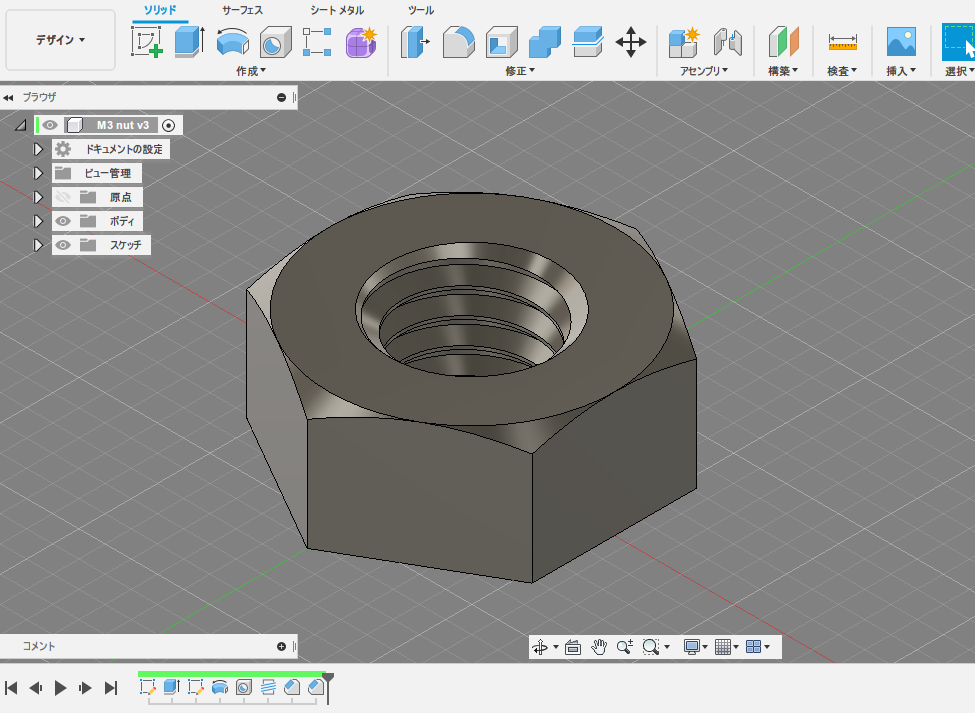 ソリッド サーフェス シート メタル ツール
デザイン
作成 修正 アセンブリ 構築 検査 挿入 選択
ブラウザ
M3 nut v3
ドキュメントの設定
ビュー管理
原点
ボディ
スケッチ
コメント